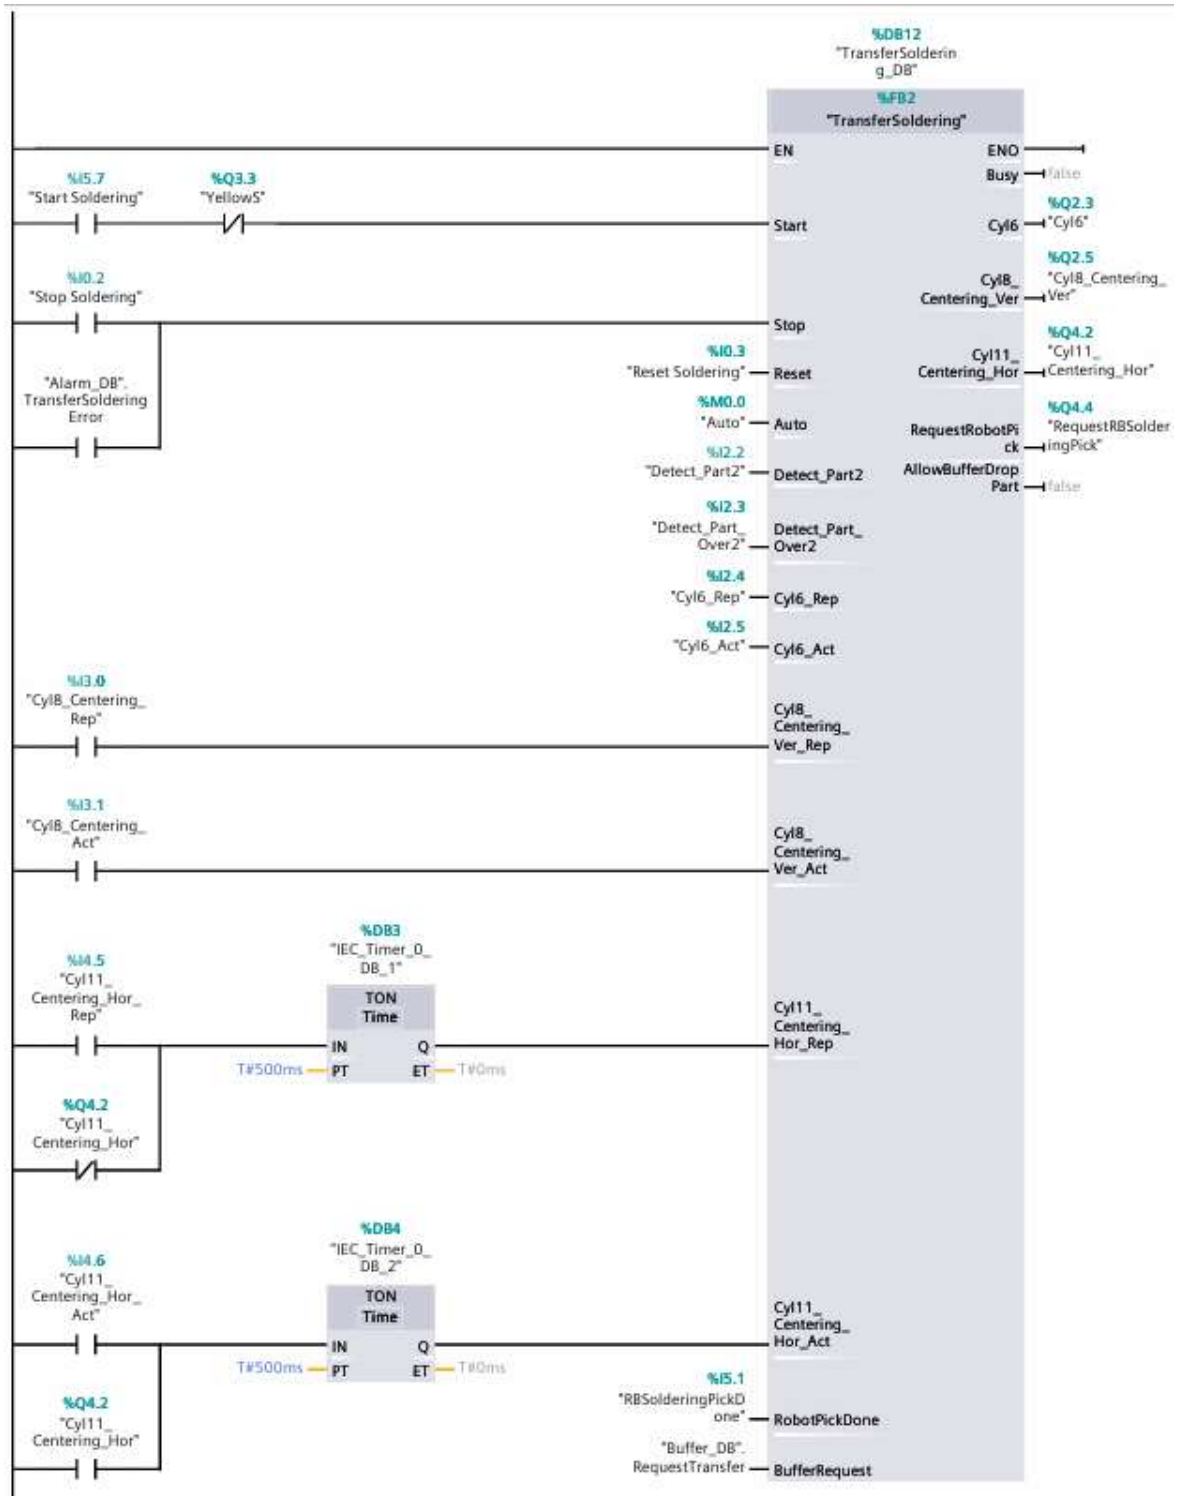 %DB12
"TransferSolderin
g_DB"
%FB2
"TransferSoldering"
EN
ENO
Busy
false
%I5.7
"Start Soldering"
%Q3.3
"YellowS"
Start
Cyl6
%Q2.3
"Cyl6"
%I0.2
"Stop Soldering"
Stop
Cyl8_
Centering_Ver
%Q2.5
"Cyl8_Centering_
Ver"
"Alarm_DB".
TransferSoldering
Error
%I0.3
"Reset Soldering"
Reset
Cyl11_
Centering_Hor
%Q4.2
"Cyl11_
Centering_Hor"
%M0.0
"Auto"
Auto
RequestRobotPi
ck
%Q4.4
"RequestRBSolder
ingPick"
%I2.2
"Detect_Part2"
Detect_Part2
AllowBufferDrop
Part
false
%I2.3
"Detect_Part_
Over2"
Detect_Part_
Over2
%I2.4
"Cyl6_Rep"
Cyl6_Rep
%I2.5
"Cyl6_Act"
Cyl6_Act
%I3.0
"Cyl8_Centering_
Rep"
Cyl8_
Centering_
Ver_Rep
%I3.1
"Cyl8_Centering_
Act"
Cyl8_
Centering_
Ver_Act
%I4.5
"Cyl11_
Centering_Hor_
Rep"
%DB3
"IEC_Timer_0_
DB_1"
TON
Time
IN
Q
T#500ms
PT
ET
T#0ms
Cyl11_
Centering_
Hor_Rep
%Q4.2
"Cyl11_
Centering_Hor"
%I4.6
"Cyl11_
Centering_Hor_
Act"
%DB4
"IEC_Timer_0_
DB_2"
TON
Time
IN
Q
T#500ms
PT
ET
T#0ms
Cyl11_
Centering_
Hor_Act
%Q4.2
"Cyl11_
Centering_Hor"
%I5.1
"RBSolderingPickD
one"
RobotPickDone
"Buffer_DB".
RequestTransfer
BufferRequest